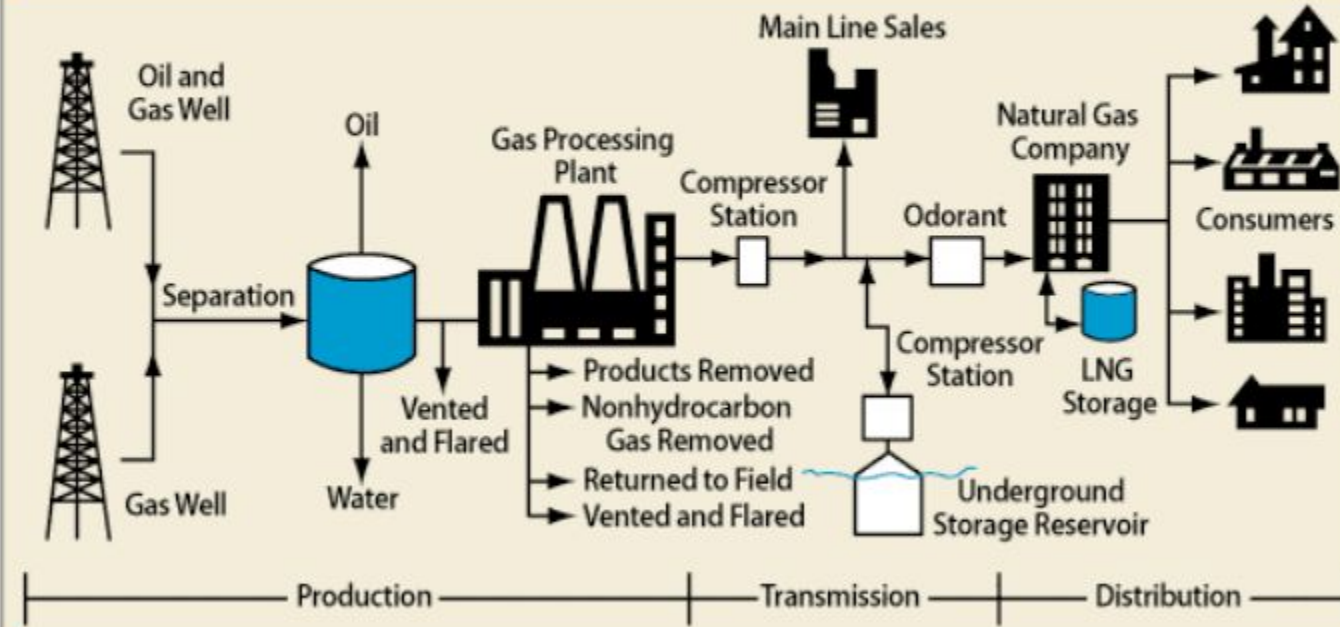 Main Line Sales
Oil and
Gas Well
Oil
Gas Processing
Plant
Natural Gas
Company
Compressor
Station
Odorant
Consumers
Separation
Compressor
Station
LNG
Storage
Products Removed
Vented
and Flared
Nonhydrocarbon
Gas Removed
Returned to Field
Vented and Flared
Gas Well
Water
Underground
Storage Reservoir
Production
Transmission
Distribution